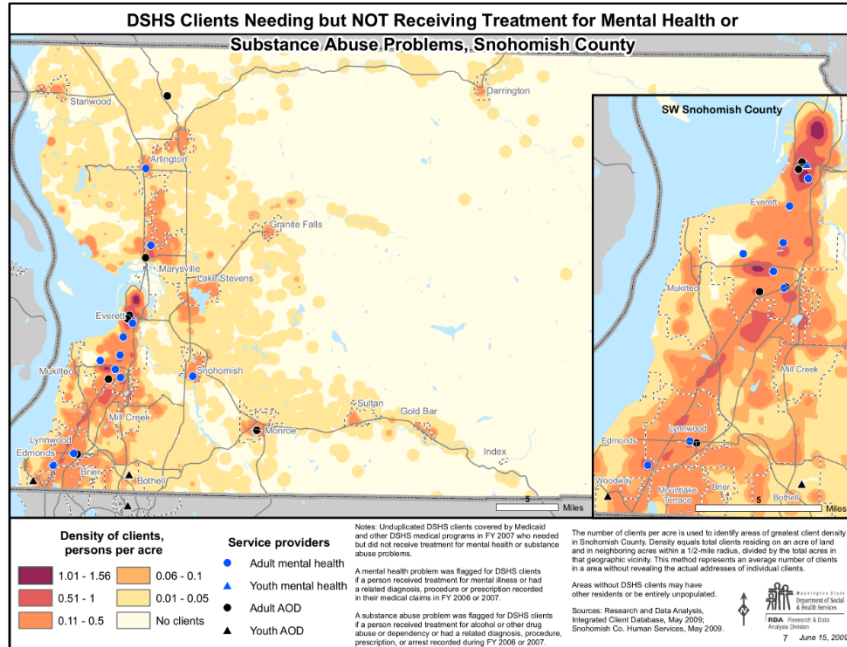 DSHS Clients Needing but NOT Receiving Treatment for Mental Health or
Substance Abuse Problems, Snohomish County
Stanwood
Darrington
Arlington
Granite Falls
Marysville
Lake Stevens
Everett
Mukilteo
Snohomish
Mill Creek
Sultan
Gold Bar
Monroe
Lynnwood
Edmonds
Index
Brier
Bothell
5
Miles
SW Snohomish County
Everett
Mukilteo
Mill Creek
Lynnwood
Edmonds
Woodway
Mountlake
Terrace
Brier
Bothell
5
Miles
Density of clients,
persons per acre
1.01 - 1.56
0.51 - 1
0.11 - 0.5
0.06 - 0.1
0.01 - 0.05
No clients
Service providers
Adult mental health
Youth mental health
Adult AOD
Youth AOD
Notes: Unduplicated DSHS clients covered by Medicaid
and other DSHS medical programs in FY 2007 who needed
but did not receive treatment for mental health or substance
abuse problems.
A mental health problem was flagged for DSHS clients
if a person received treatment for mental illness or had
a related diagnosis, procedure or prescription recorded
in their medical claims in FY 2006 or 2007.
A substance abuse problem was flagged for DSHS clients
if a person received treatment for alcohol or other drug
abuse or dependency or had a related diagnosis, procedure,
prescription, or arrest recorded during FY 2006 or 2007.
The number of clients per acre is used to identify areas of greatest client density
in Snohomish County. Density equals total clients residing on an acre of land
and in neighboring acres within a 1/2-mile radius, divided by the total acres in
that geographic vicinity. This method represents an average number of clients
in a area without revealing the actual addresses of individual clients.
Areas without DSHS clients may have
other residents or be entirely unpopulated.
Sources: Research and Data Analysis,
Integrated Client Database, May 2009;
Snohomish Co. Human Services, May 2009.
N
Washington State
Department of Social
& Health Services
RDA Research & Data
Analysis Division
7 June 15, 2009